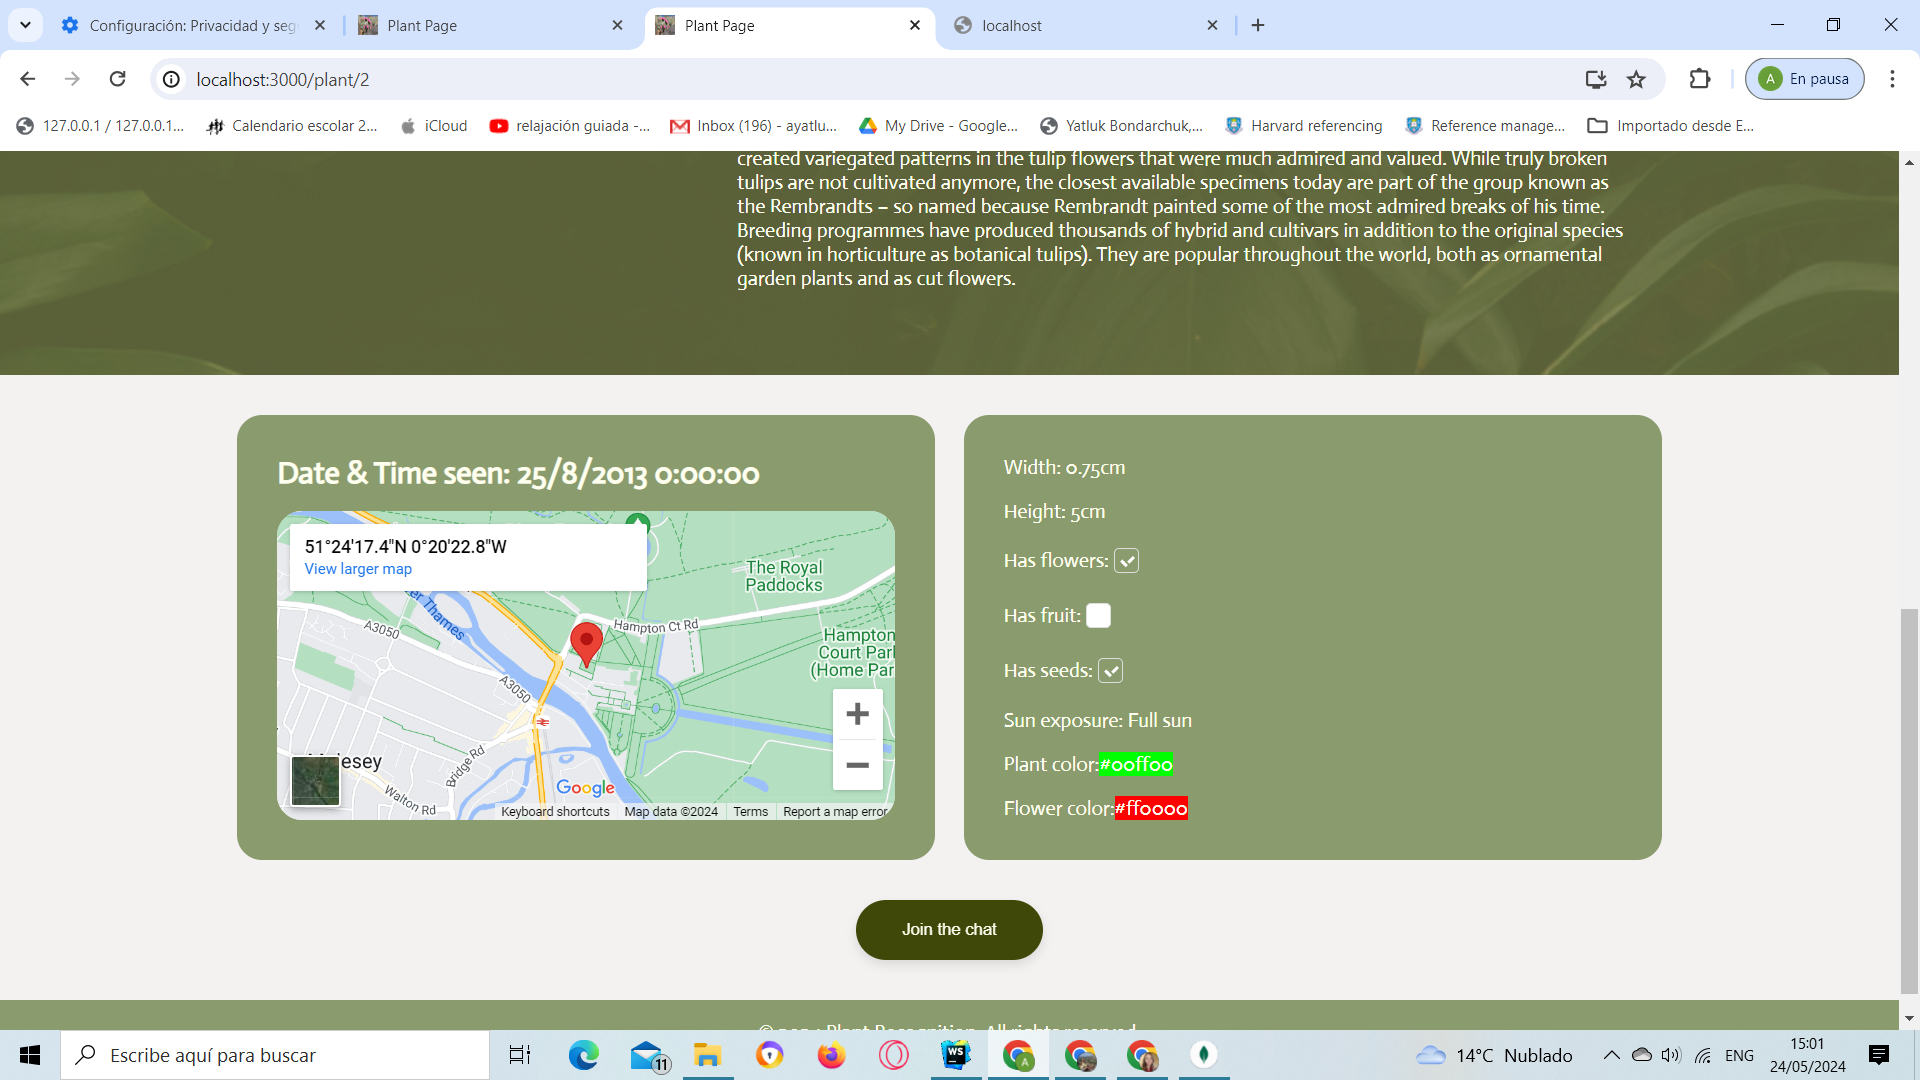 Configuración: Privacidad y seg
Plant Page
Plant Page
localhost
localhost:3000/plant/2
A
En pausa
127.0.0.1 / 127.0.0.1...
Calendario escolar 2...
iCloud
relajación guiada -...
Inbox (196) - ayatlu...
My Drive - Google...
Yatluk Bondarchuk,...
Harvard referencing
Reference manage...
Importado desde E...
created variegated patterns in the tulip flowers that were much admired and valued. While truly broken
tulips are not cultivated anymore, the closest available specimens today are part of the group known as
the Rembrandts – so named because Rembrandt painted some of the most admired breaks of his time.
Breeding programmes have produced thousands of hybrid and cultivars in addition to the original species
(known in horticulture as botanical tulips). They are popular throughout the world, both as ornamental
garden plants and as cut flowers.
Date & Time seen: 25/8/2013 0:00:00
51°24'17.4"N 0°20'22.8"W
View larger map
The Royal
Paddocks
er Thames
A3050
Hampton Ct Rd
Hampton
Court Par
(Home Par
A3050
esey
Bridge Rd
Walton Rd
Google
Keyboard shortcuts
Map data ©2024
Terms
Report a map error
Width: 0.75cm
Height: 5cm
Has flowers:
Has fruit:
Has seeds:
Sun exposure: Full sun
Plant color:#00ff00
Flower color:#ff0000
Join the chat
© 2024 Plant Recognition. All rights reserved.
Escribe aquí para buscar
11
WS
A
14°C Nublado
ENG
15:01
24/05/2024